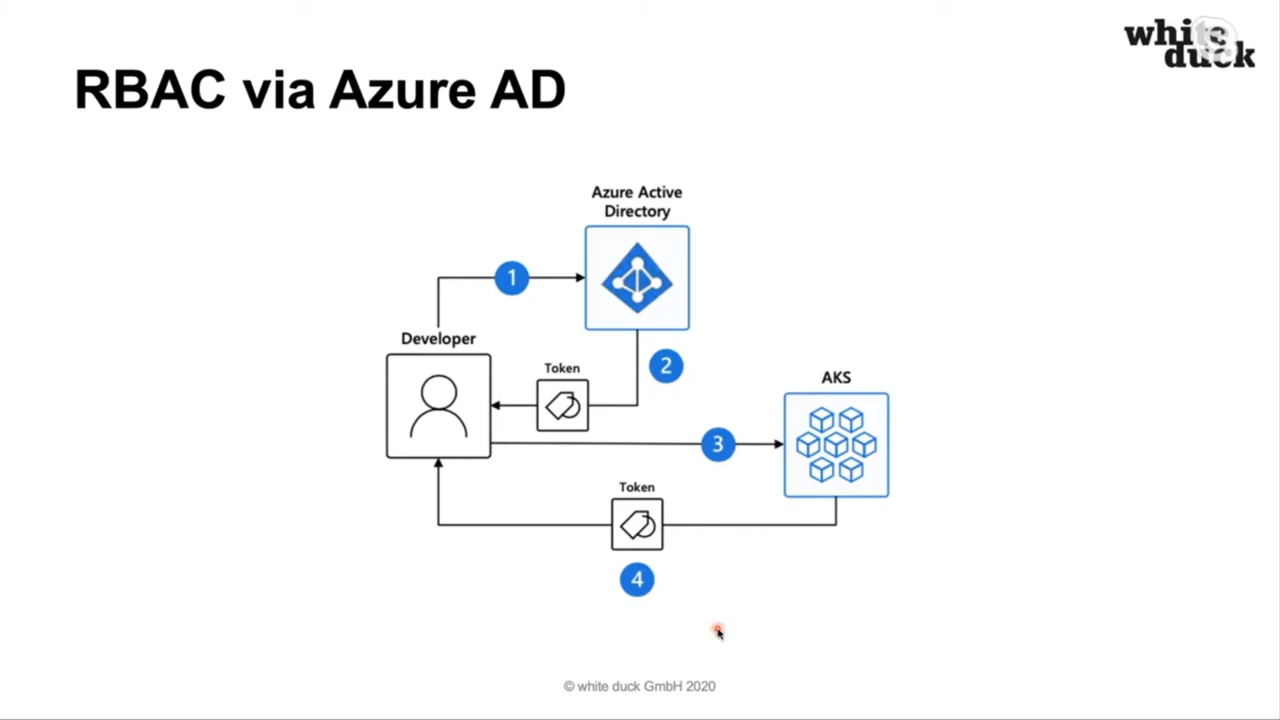 white
duck
RBAC via Azure AD
Azure Active
Directory
1
Developer
Token
2
AKS
3
Token
4
© white duck GmbH 2020